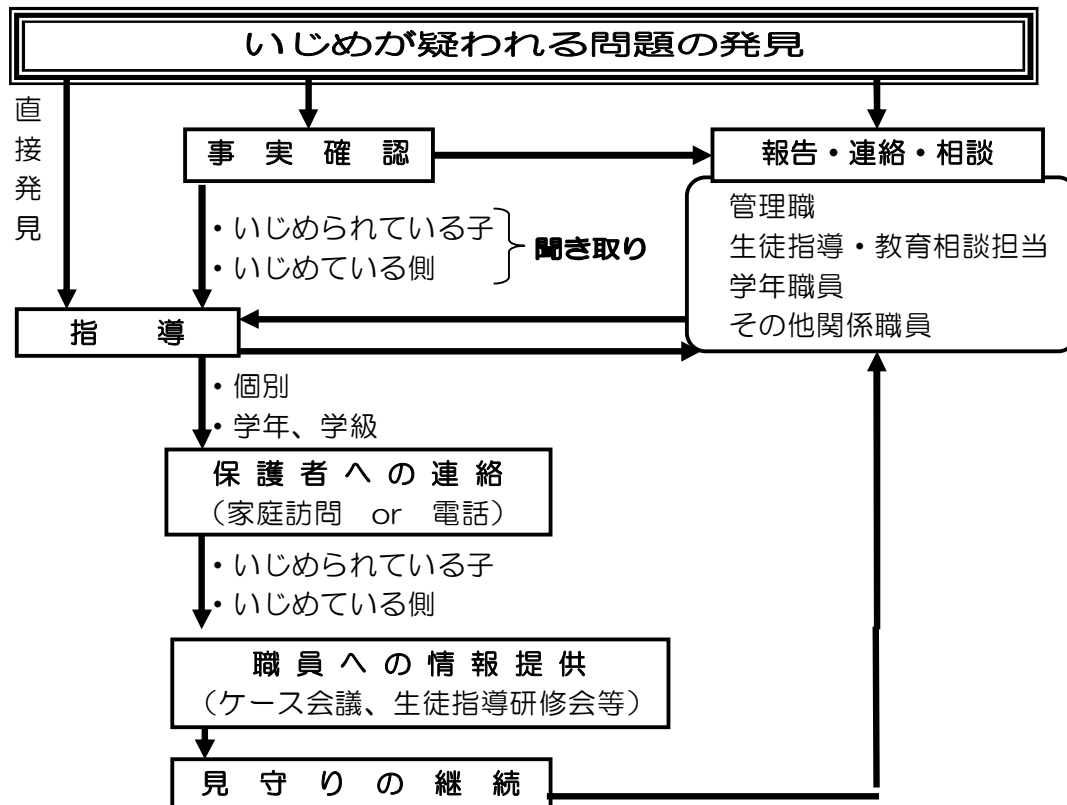 いじめが疑われる問題の発見
直接発見
事実確認
報告・連絡・相談
・いじめられている子
・いじめている側
聞き取り
管理職
生徒指導・教育相談担当
学年職員
その他関係職員
指導
・個別
・学年、学級
保護者への連絡
（家庭訪問 or 電話）
・いじめられている子
・いじめている側
職員への情報提供
（ケース会議、生徒指導研修会等）
見守りの継続